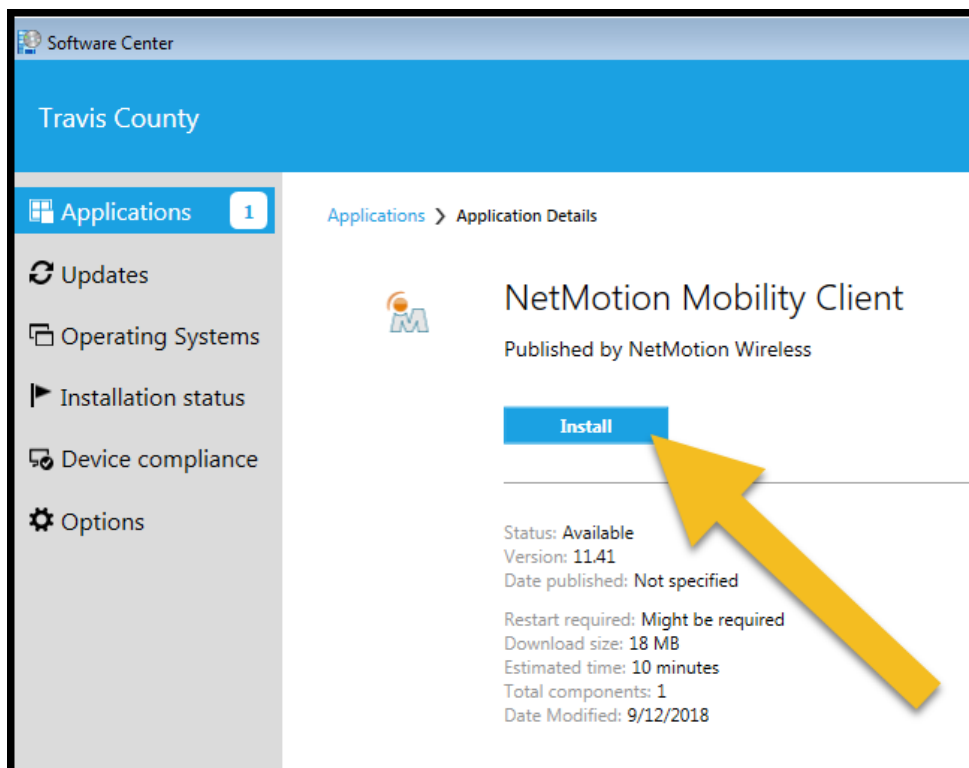 Software Center
Travis County
Applications 1
Updates
Operating Systems
Installation status
Device compliance
Options
Applications ❯ Application Details
NetMotion Mobility Client
Published by NetMotion Wireless
Install
Status: Available
Version: 11.41
Date published: Not specified
Restart required: Might be required
Download size: 18 MB
Estimated time: 10 minutes
Total components: 1
Date Modified: 9/12/2018